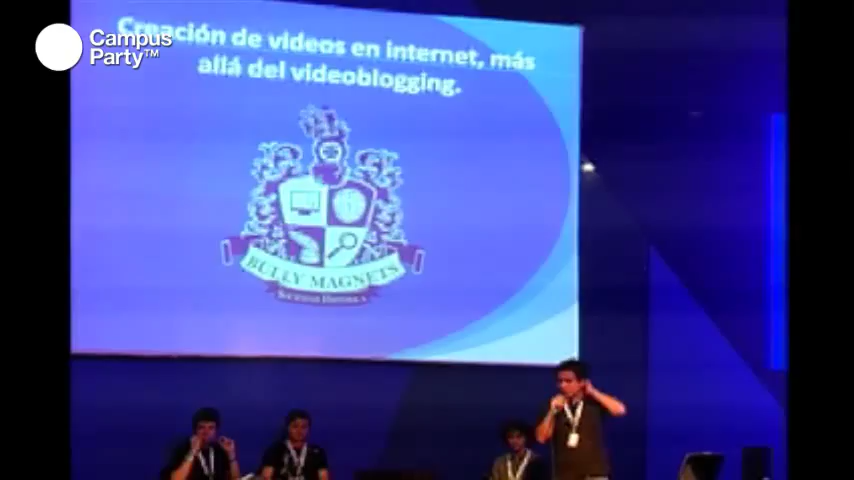 Campus
Party™
Creación de videos en internet, más
allá del videoblogging.
BULLY MAGNETS